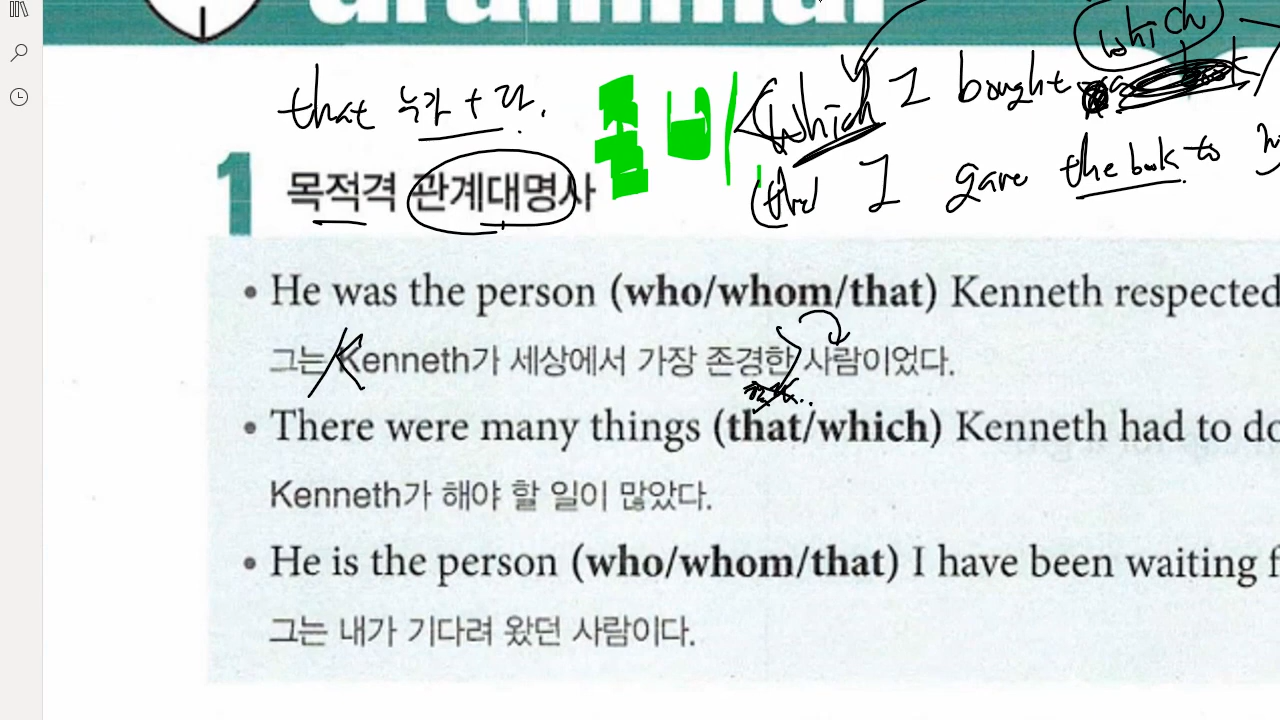 grammar
which
that 누가 + 다.
(which I bought
I gave the book to
1 목적격 관계대명사
• He was the person (who/whom/that) Kenneth respected
그는 Kenneth가 세상에서 가장 존경한 사람이었다.
• There were many things (that/which) Kenneth had to do
Kenneth가 해야 할 일이 많았다.
• He is the person (who/whom/that) I have been waiting f
그는 내가 기다려 왔던 사람이다.